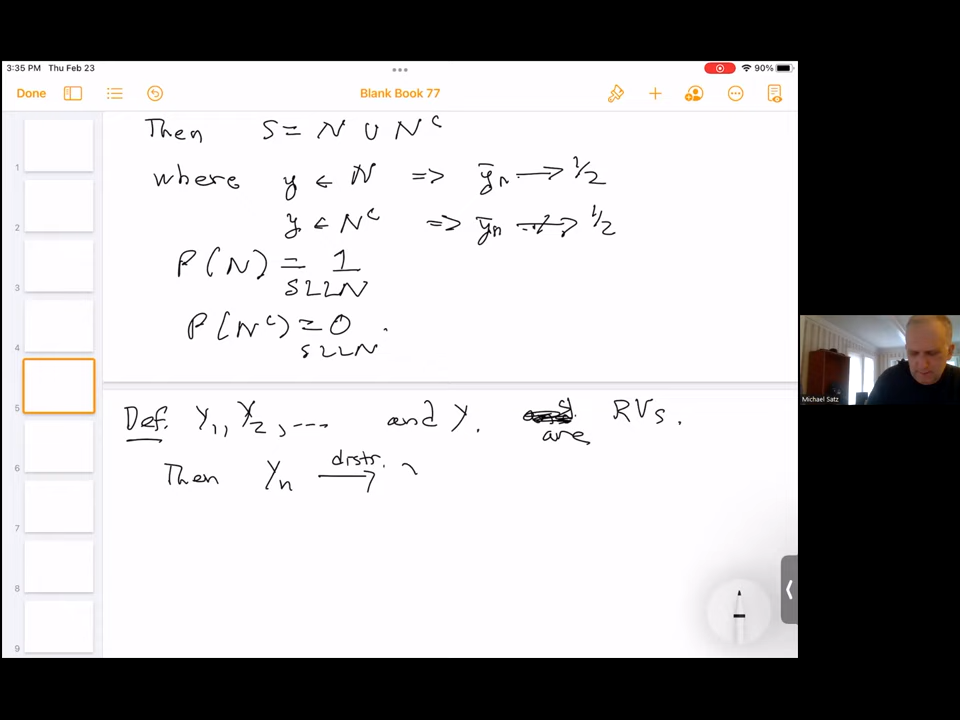 3:35 PM Thu Feb 23
90%
Done
Blank Book 77
Then S = N ∪ N^c
where y ∈ N => ȳn → 1/2
y ∈ N^c => ȳn ↛ 1/2
P(N) = 1
SLLN
P(N^c) = 0 .
SLLN
Def. Y1, Y2, .... and Y. are RVs.
Then Yn distr. →
1
2
3
4
5
6
7
8
9
Michael Satz